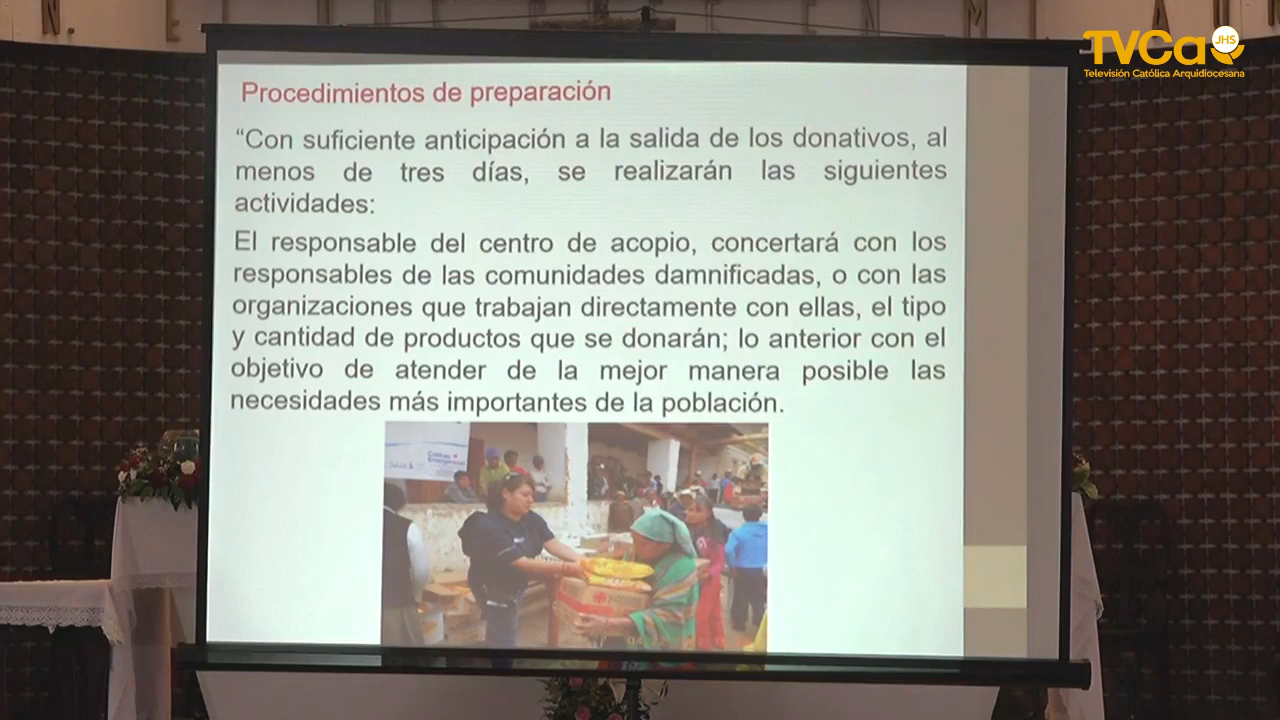 TVCa
JHS
Televisión Católica Arquidiocesana
Procedimientos de preparación
“Con suficiente anticipación a la salida de los donativos, al
menos de tres días, se realizarán las siguientes
actividades:
El responsable del centro de acopio, concertará con los
responsables de las comunidades damnificadas, o con las
organizaciones que trabajan directamente con ellas, el tipo
y cantidad de productos que se donarán; lo anterior con el
objetivo de atender de la mejor manera posible las
necesidades más importantes de la población.